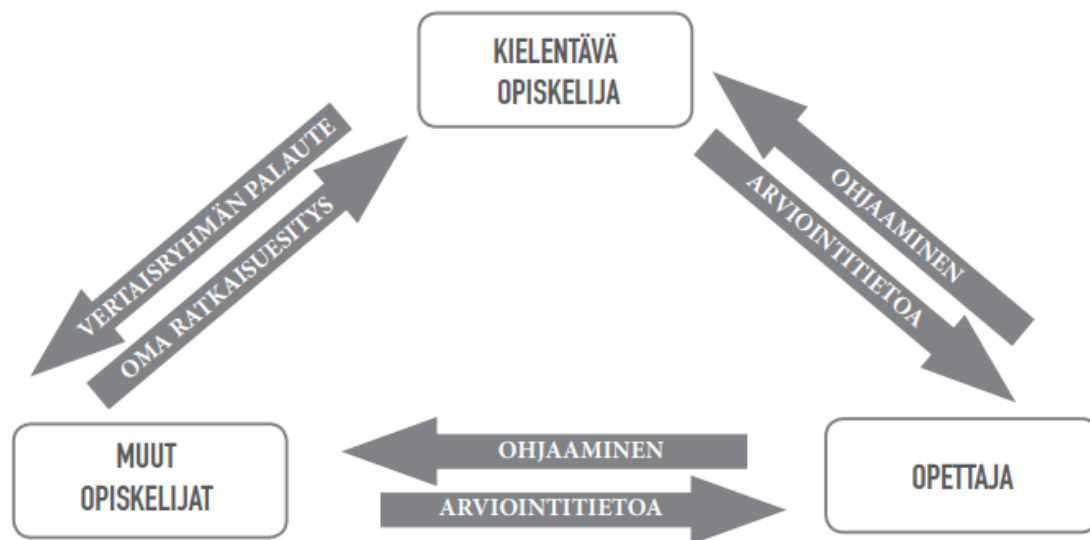 KIELENTÄVÄ
OPISKELIJA
VERTAISRYHMÄN PALAUTE
OMA RATKAISUESITYS
OHJAAMINEN
ARVIOINTITIETOA
MUUT
OPISKELIJAT
OHJAAMINEN
ARVIOINTITIETOA
OPETTAJA